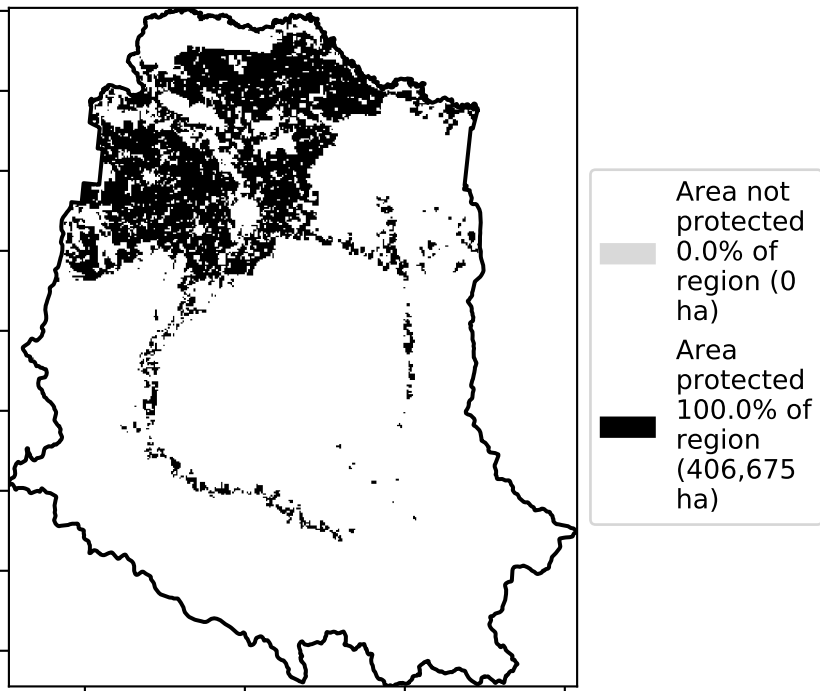 Area not
protected
0.0% of
region (0
ha)
Area
protected
100.0% of
region
(406,675
ha)